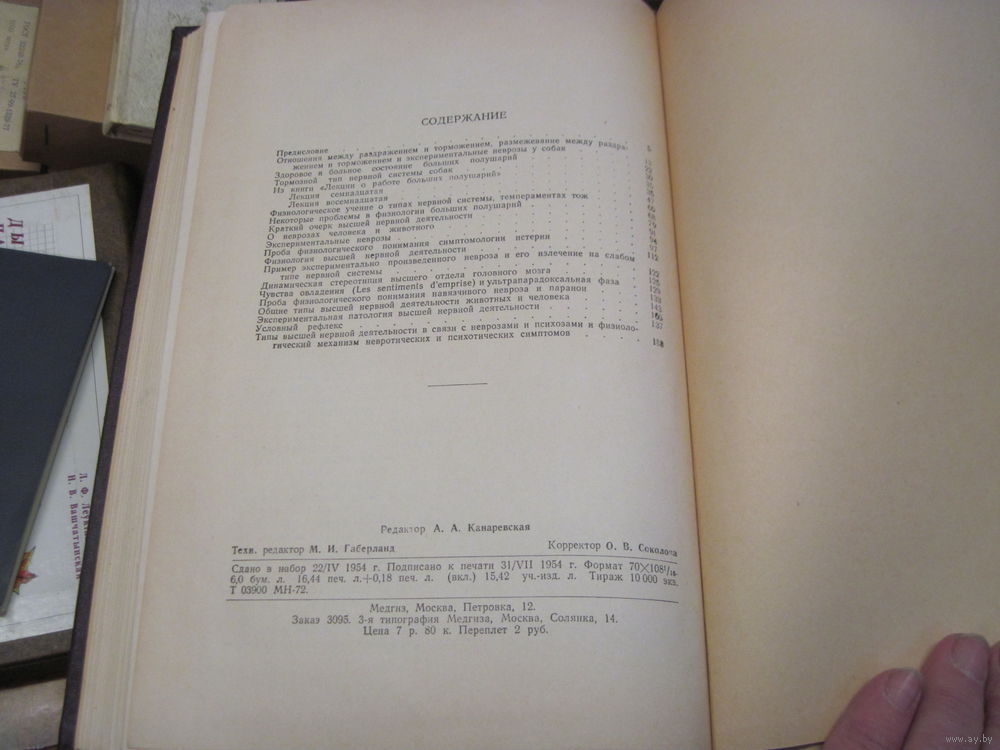 СОДЕРЖАНИЕ
Предисловие 5
Отношения между раздражением и торможением, размежевание между раздра-
жением и торможением и экспериментальные неврозы у собак
Здоровое и больное состояние больших полушарий
Тормозной тип нервной системы собак
Из книги «Лекции о работе больших полушарий»
Лекция семнадцатая
Лекция восемнадцатая
Физиологическое учение о типах нервной системы, темпераментах тож
Некоторые проблемы в физиологии больших полушарий
Краткий очерк высшей нервной деятельности
О неврозах человека и животного
Экспериментальные неврозы
Проба физиологического понимания симптомологии истерии
Физиология высшей нервной деятельности
Пример экспериментально произведенного невроза и его излечение на слабом
типе нервной системы
Динамическая стереотипия высшего отдела головного мозга 122
Чувства овладения (Les sentiments d'emprise) и ультрапарадоксальная фаза
Проба физиологического понимания навязчивого невроза и паранои
Общие типы высшей нервной деятельности животных и человека
Экспериментальная патология высшей нервной деятельности
Условный рефлекс
Типы высшей нервной деятельности в связи с неврозами и психозами и физиоло-
гический механизм невротических и психотических симптомов
Редактор А. А. Канаревская
Техн. редактор М. И. Габерланд Корректор О. В. Соколова
Сдано в набор 22/IV 1954 г. Подписано к печати 31/VII 1954 г. Формат 70×108¹/₁₆-
6,0 бум. л. 16,44 печ. л.+0,18 печ. л. (вкл.) 15,42 уч.-изд. л. Тираж 10 000 экз.
Т 03900 МН-72.
Медгиз, Москва, Петровка, 12.
Заказ 3095. 3-я типография Медгиза, Москва, Солянка, 14.
Цена 7 р. 80 к. Переплет 2 руб.
Н. В. Вашчатынский
www.ay.by